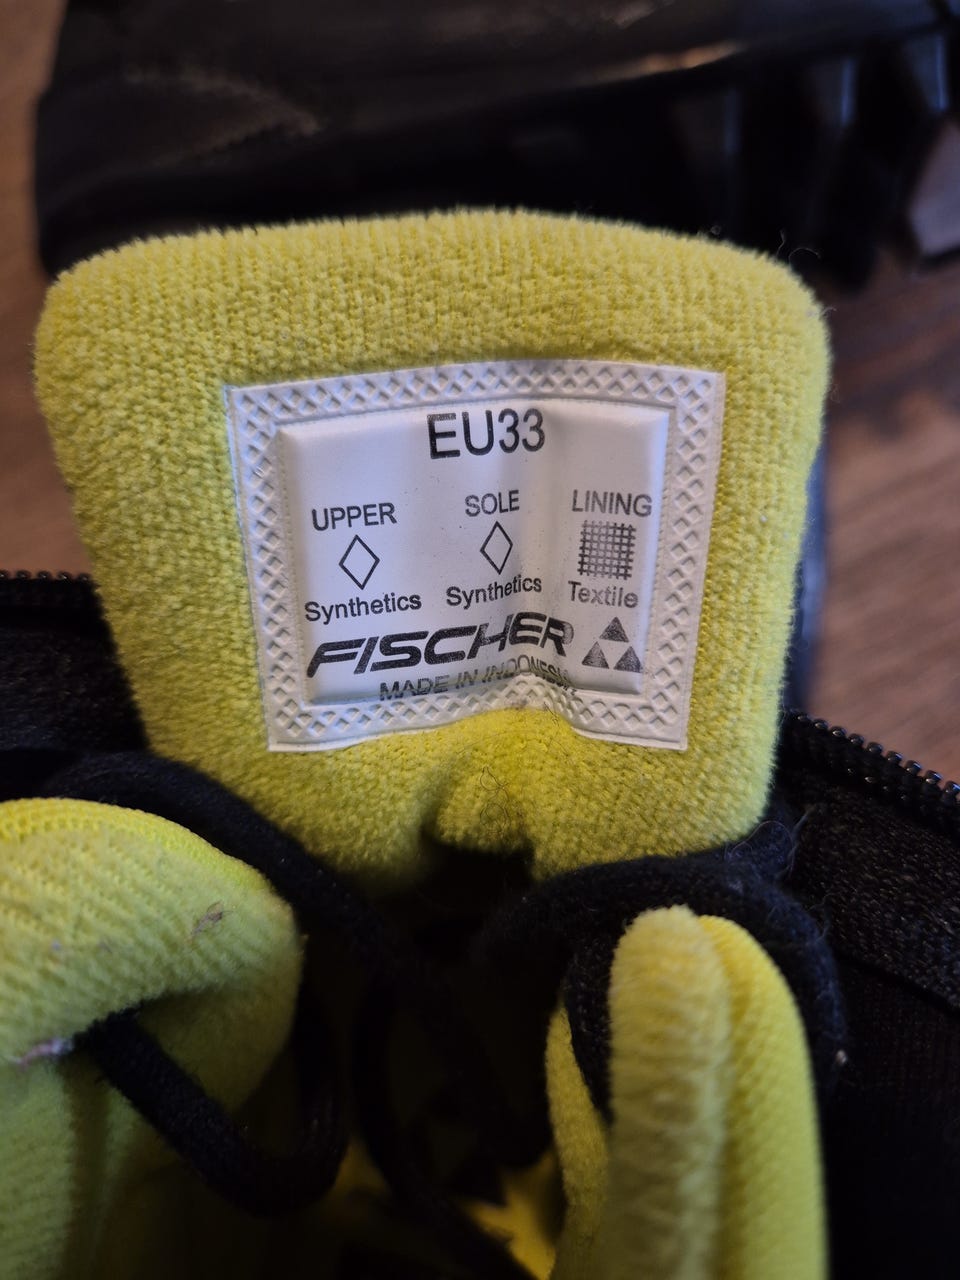 EU33
UPPER SOLE LINING
Synthetics Synthetics Textile
FISCHER
MADE IN INDONESIA